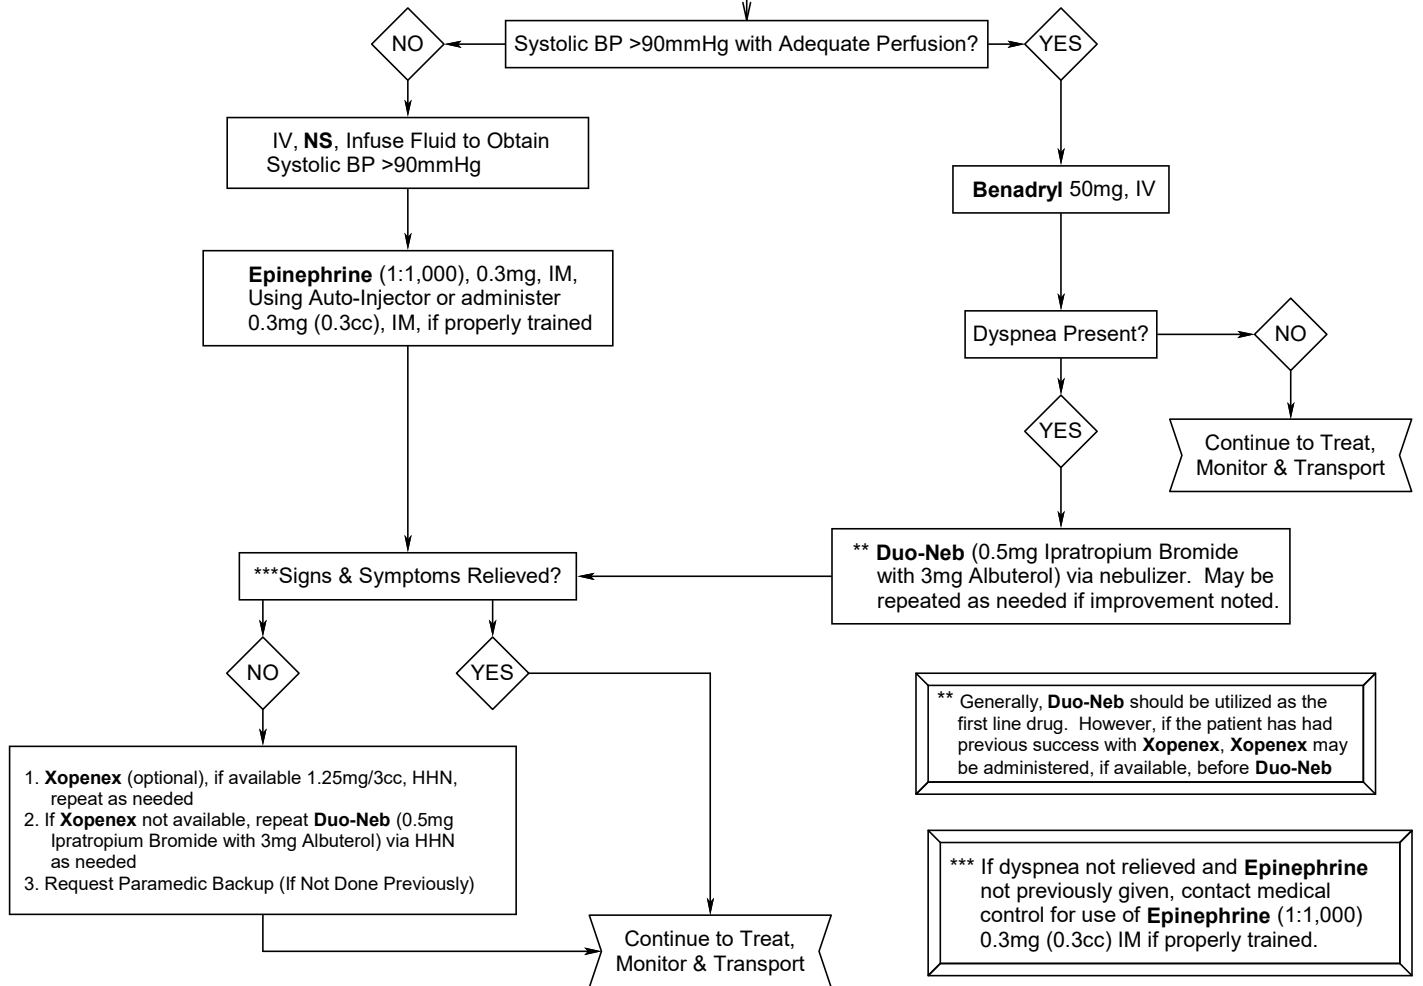 NO
Systolic BP >90mmHg with Adequate Perfusion?
YES
IV, NS, Infuse Fluid to Obtain
Systolic BP >90mmHg
Benadryl 50mg, IV
Epinephrine (1:1,000), 0.3mg, IM,
Using Auto-Injector or administer
0.3mg (0.3cc), IM, if properly trained
Dyspnea Present?
NO
YES
Continue to Treat,
Monitor & Transport
** Duo-Neb (0.5mg Ipratropium Bromide
with 3mg Albuterol) via nebulizer.  May be
repeated as needed if improvement noted.
***Signs & Symptoms Relieved?
NO
YES
** Generally, Duo-Neb should be utilized as the
first line drug.  However, if the patient has had
previous success with Xopenex, Xopenex may
be administered, if available, before Duo-Neb
1. Xopenex (optional), if available 1.25mg/3cc, HHN,
repeat as needed
2. If Xopenex not available, repeat Duo-Neb (0.5mg
Ipratropium Bromide with 3mg Albuterol) via HHN
as needed
3. Request Paramedic Backup (If Not Done Previously)
*** If dyspnea not relieved and Epinephrine
not previously given, contact medical
control for use of Epinephrine (1:1,000)
0.3mg (0.3cc) IM if properly trained.
Continue to Treat,
Monitor & Transport